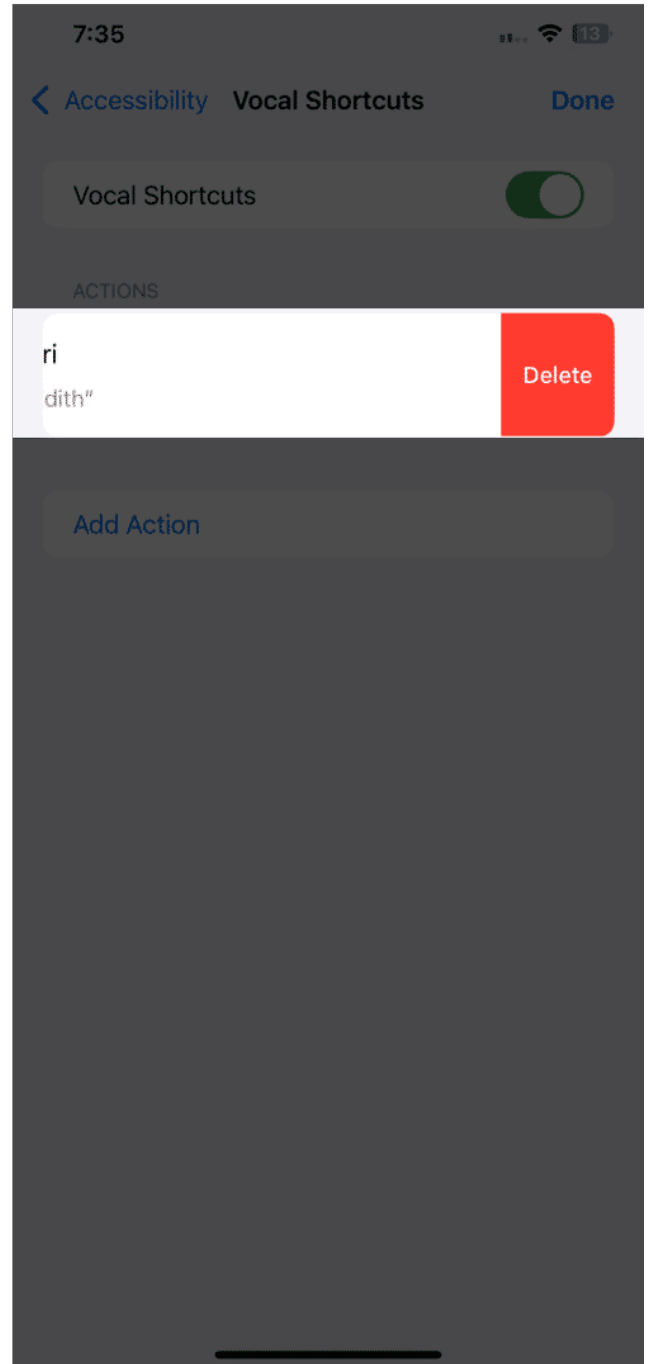 7:35
13
Accessibility Vocal Shortcuts Done
Vocal Shortcuts
ACTIONS
ri
dith"
Delete
Add Action